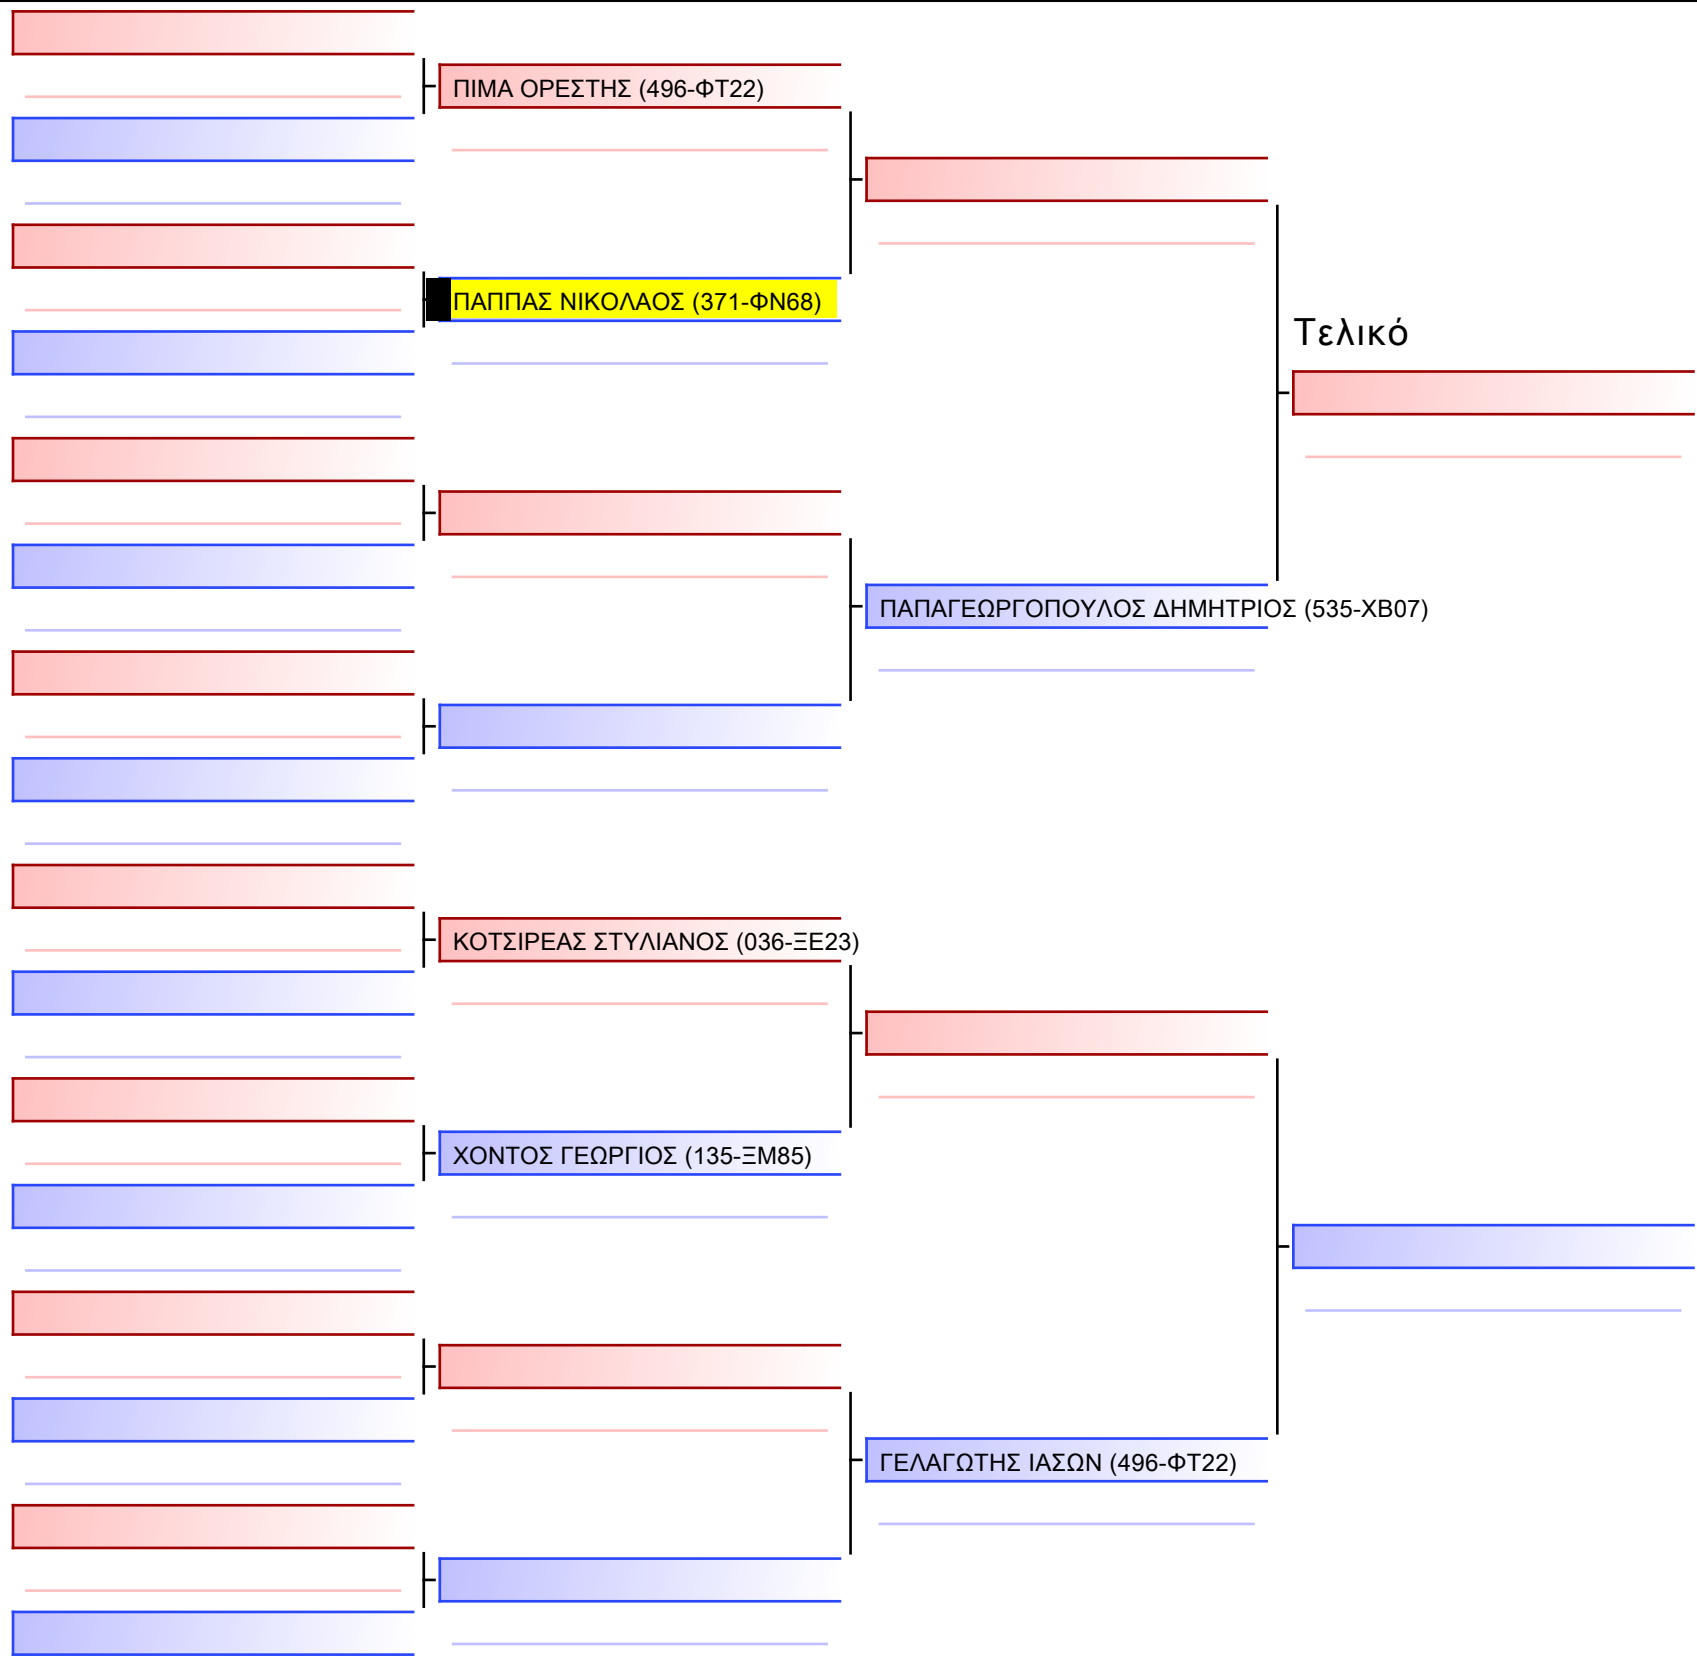 ΠΙΜΑ ΟΡΕΣΤΗΣ (496-ΦΤ22)
ΠΑΠΠΑΣ ΝΙΚΟΛΑΟΣ (371-ΦΝ68)
Τελικό
ΠΑΠΑΓΕΩΡΓΟΠΟΥΛΟΣ ΔΗΜΗΤΡΙΟΣ (535-ΧΒ07)
ΚΟΤΣΙΡΕΑΣ ΣΤΥΛΙΑΝΟΣ (036-ΞΕ23)
ΧΟΝΤΟΣ ΓΕΩΡΓΙΟΣ (135-ΞΜ85)
ΓΕΛΑΓΩΤΗΣ ΙΑΣΩΝ (496-ΦΤ22)